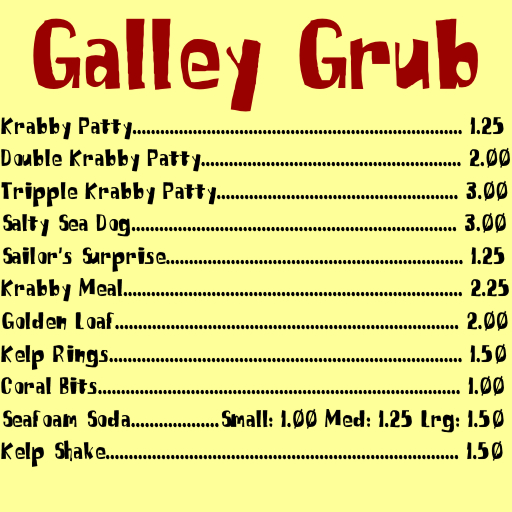 Galley Grub
Krabby Patty....................................................................... 1.25
Double Krabby Patty........................................................ 2.00
Tripple Krabby Patty.................................................... 3.00
Salty Sea Dog...................................................................... 3.00
Sailor's Surprise................................................................ 1.25
Krabby Meal......................................................................... 2.25
Golden Loaf.......................................................................... 2.00
Kelp Rings............................................................................ 1.50
Coral Bits.............................................................................. 1.00
Seafoam Soda...................Small: 1.00 Med: 1.25 Lrg: 1.50
Kelp Shake............................................................................ 1.50